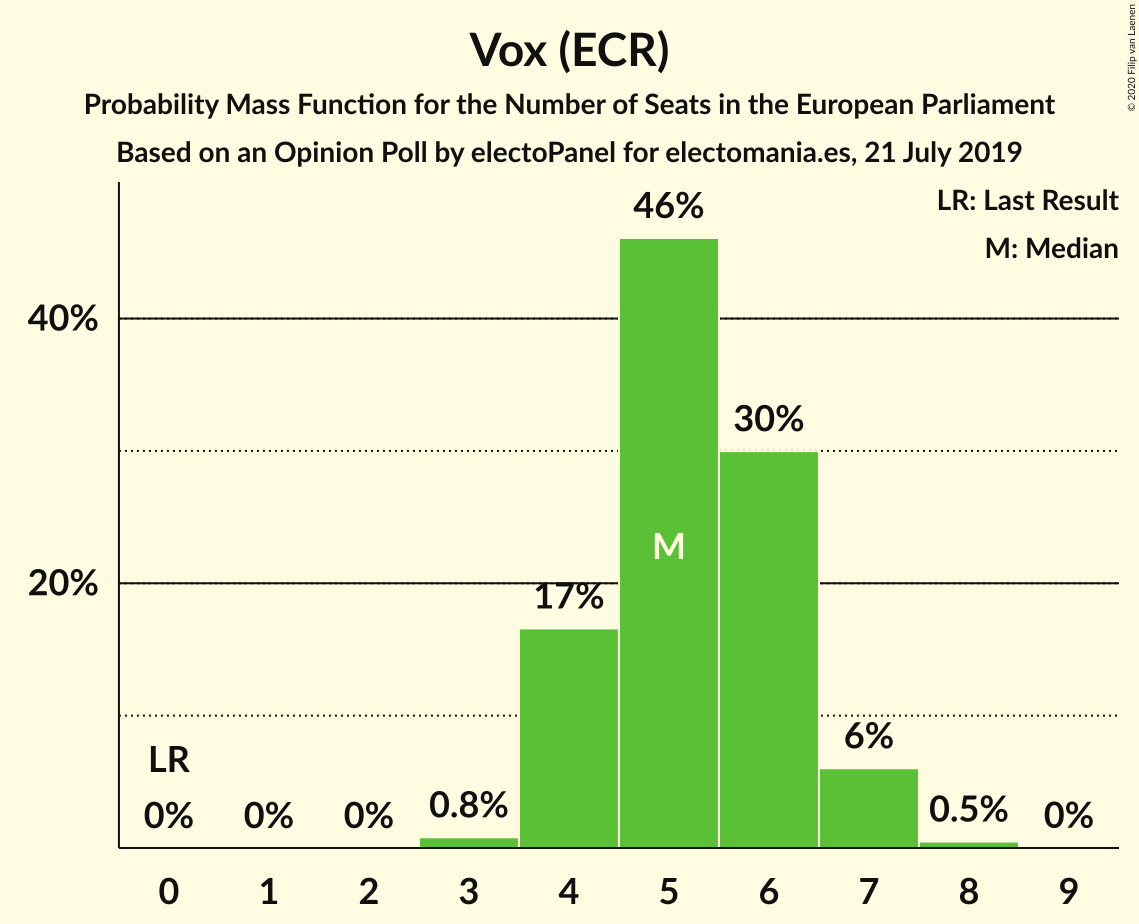 Vox (ECR)
Probability Mass Function for the Number of Seats in the European Parliament
Based on an Opinion Poll by electoPanel for electomania.es, 21 July 2019
© 2020 Filip van Laenen
LR: Last Result
M: Median
46%
40%
30%
M
20%
17%
6%
LR
0%
0%
0%
0.8%
0.5%
0%
0 1 2 3 4 5 6 7 8 9